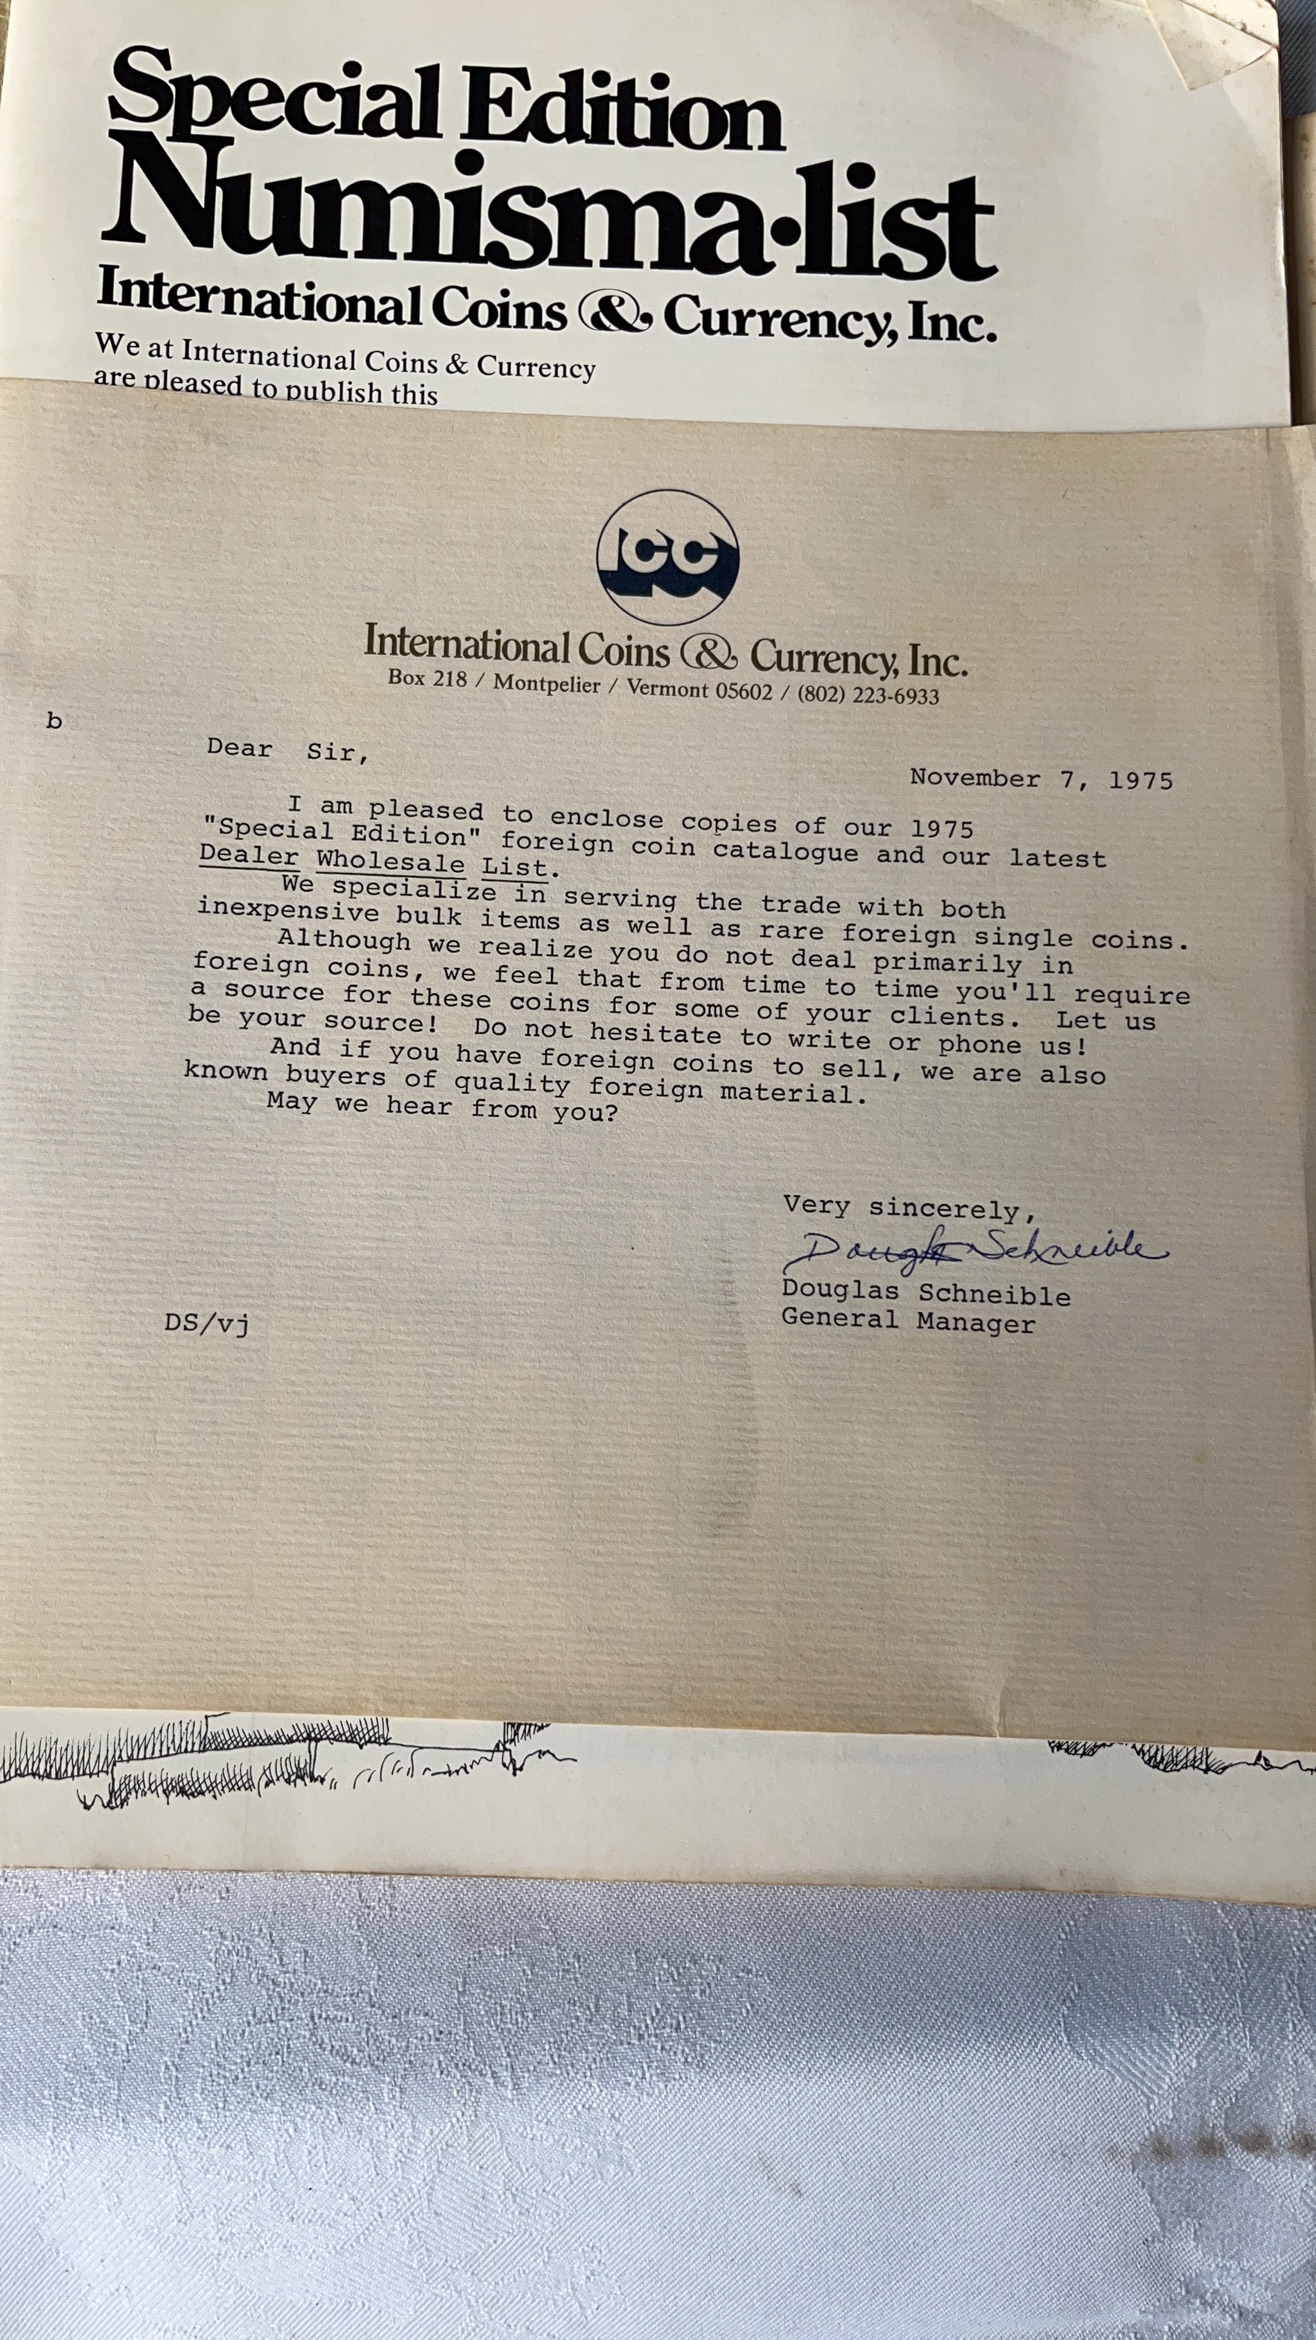 Special Edition
Numisma·list
International Coins & Currency, Inc.
We at International Coins & Currency
are pleased to publish this
ICC
International Coins & Currency, Inc.
Box 218 / Montpelier / Vermont 05602 / (802) 223-6933
b
Dear Sir,
November 7, 1975
I am pleased to enclose copies of our 1975
"Special Edition" foreign coin catalogue and our latest
Dealer Wholesale List.
We specialize in serving the trade with both
inexpensive bulk items as well as rare foreign single coins.
Although we realize you do not deal primarily in
foreign coins, we feel that from time to time you'll require
a source for these coins for some of your clients. Let us
be your source! Do not hesitate to write or phone us!
And if you have foreign coins to sell, we are also
known buyers of quality foreign material.
May we hear from you?
Very sincerely,
Douglas Schneible
Douglas Schneible
General Manager
DS/vj